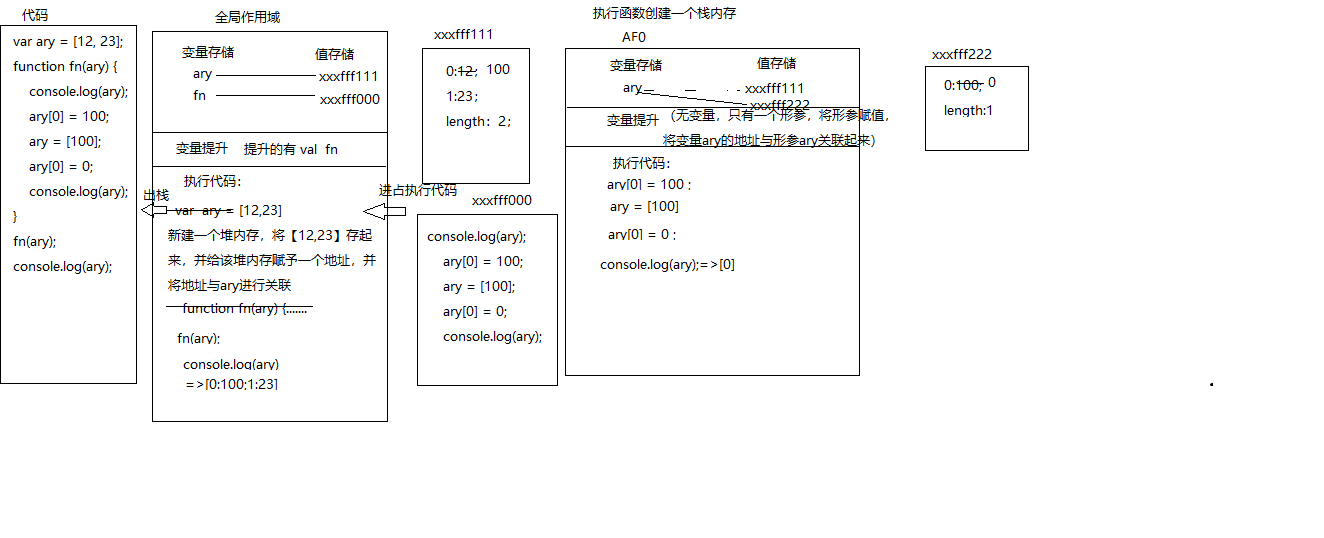 代码
var ary = [12, 23];
function fn(ary) {
console.log(ary);
ary[0] = 100;
ary = [100];
ary[0] = 0;
console.log(ary);
}
fn(ary);
console.log(ary);
全局作用域
变量存储 值存储
ary xxxfff111
fn xxxfff000
变量提升 提升的有 val fn
执行代码：
出栈
var ary = [12,23]
新建一个堆内存，将【12,23】存起
来，并给该堆内存赋予一个地址，并
将地址与ary进行关联
function fn(ary) {.......
fn(ary);
console.log(ary)
=>[0:100;1:23]
xxxfff111
0:12; 100
1:23；
length：2；
进占执行代码
xxxfff000
console.log(ary);
ary[0] = 100;
ary = [100];
ary[0] = 0;
console.log(ary);
执行函数创建一个栈内存
AF0
变量存储 值存储
ary xxxfff111
xxxfff222
变量提升 （无变量，只有一个形参，将形参赋值，
将变量ary的地址与形参ary关联起来）
执行代码：
ary[0] = 100 ;
ary = [100]
ary[0] = 0 ;
console.log(ary);=>[0]
xxxfff222
0:100; 0
length:1